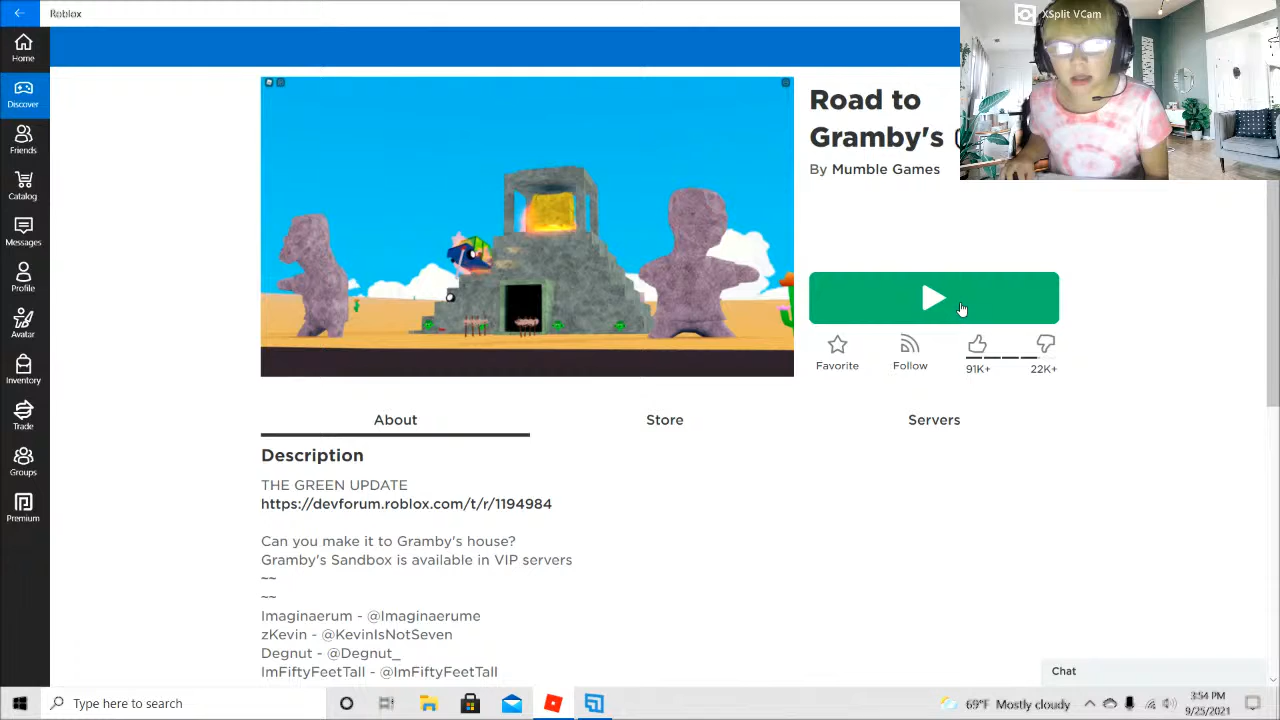 Roblox
XSplit VCam
Home
Discover
Friends
Catalog
Messages
Profile
Avatar
Inventory
Trade
Groups
Premium
Road to
Gramby's
By Mumble Games
Favorite
Follow
91K+
22K+
About
Store
Servers
Description
THE GREEN UPDATE
https://devforum.roblox.com/t/r/1194984
Can you make it to Gramby's house?
Gramby's Sandbox is available in VIP servers
~~
~~
Imaginaerum - @Imaginaerume
zKevin - @KevinIsNotSeven
Degnut - @Degnut_
ImFiftyFeetTall - @ImFiftyFeetTall
Chat
Type here to search
69°F Mostly cloudy
3:54 PM
9/25/2021